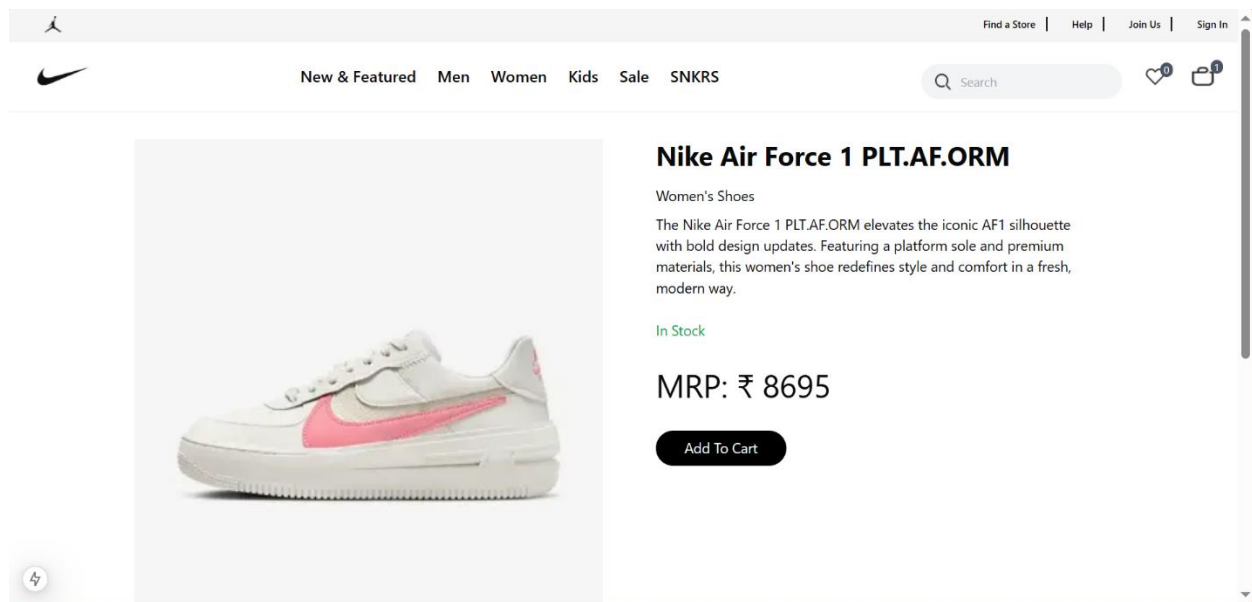 Find a Store | Help | Join Us | Sign In
New & Featured Men Women Kids Sale SNKRS
Search
0
1
Nike Air Force 1 PLT.AF.ORM
Women's Shoes
The Nike Air Force 1 PLT.AF.ORM elevates the iconic AF1 silhouette
with bold design updates. Featuring a platform sole and premium
materials, this women's shoe redefines style and comfort in a fresh,
modern way.
In Stock
MRP: ₹ 8695
Add To Cart